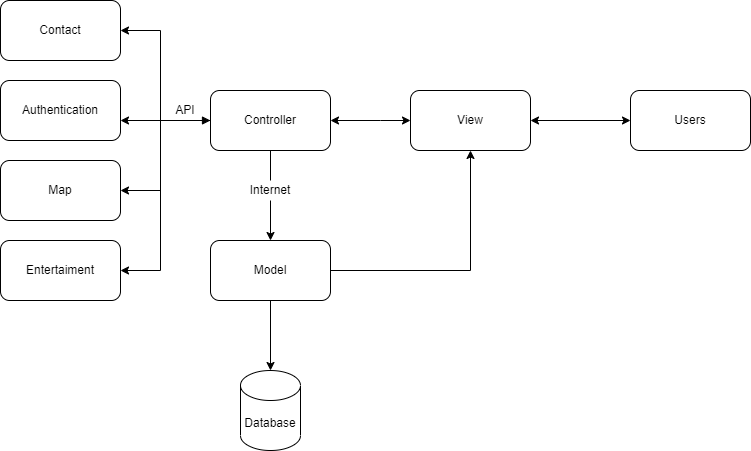 Contact
Authentication
API
Controller
View
Users
Map
Internet
Entertaiment
Model
Database